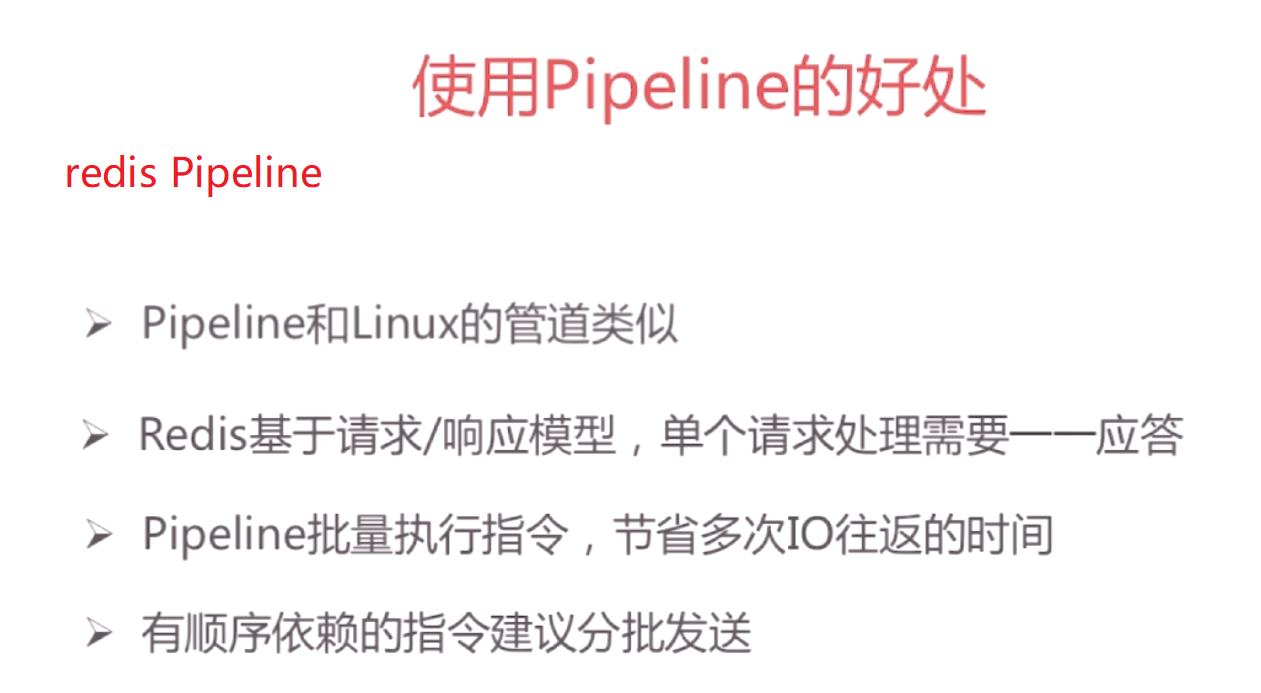 使用Pipeline的好处
redis Pipeline
Pipeline和Linux的管道类似
Redis基于请求/响应模型，单个请求处理需要一一应答
Pipeline批量执行指令，节省多次IO往返的时间
有顺序依赖的指令建议分批发送